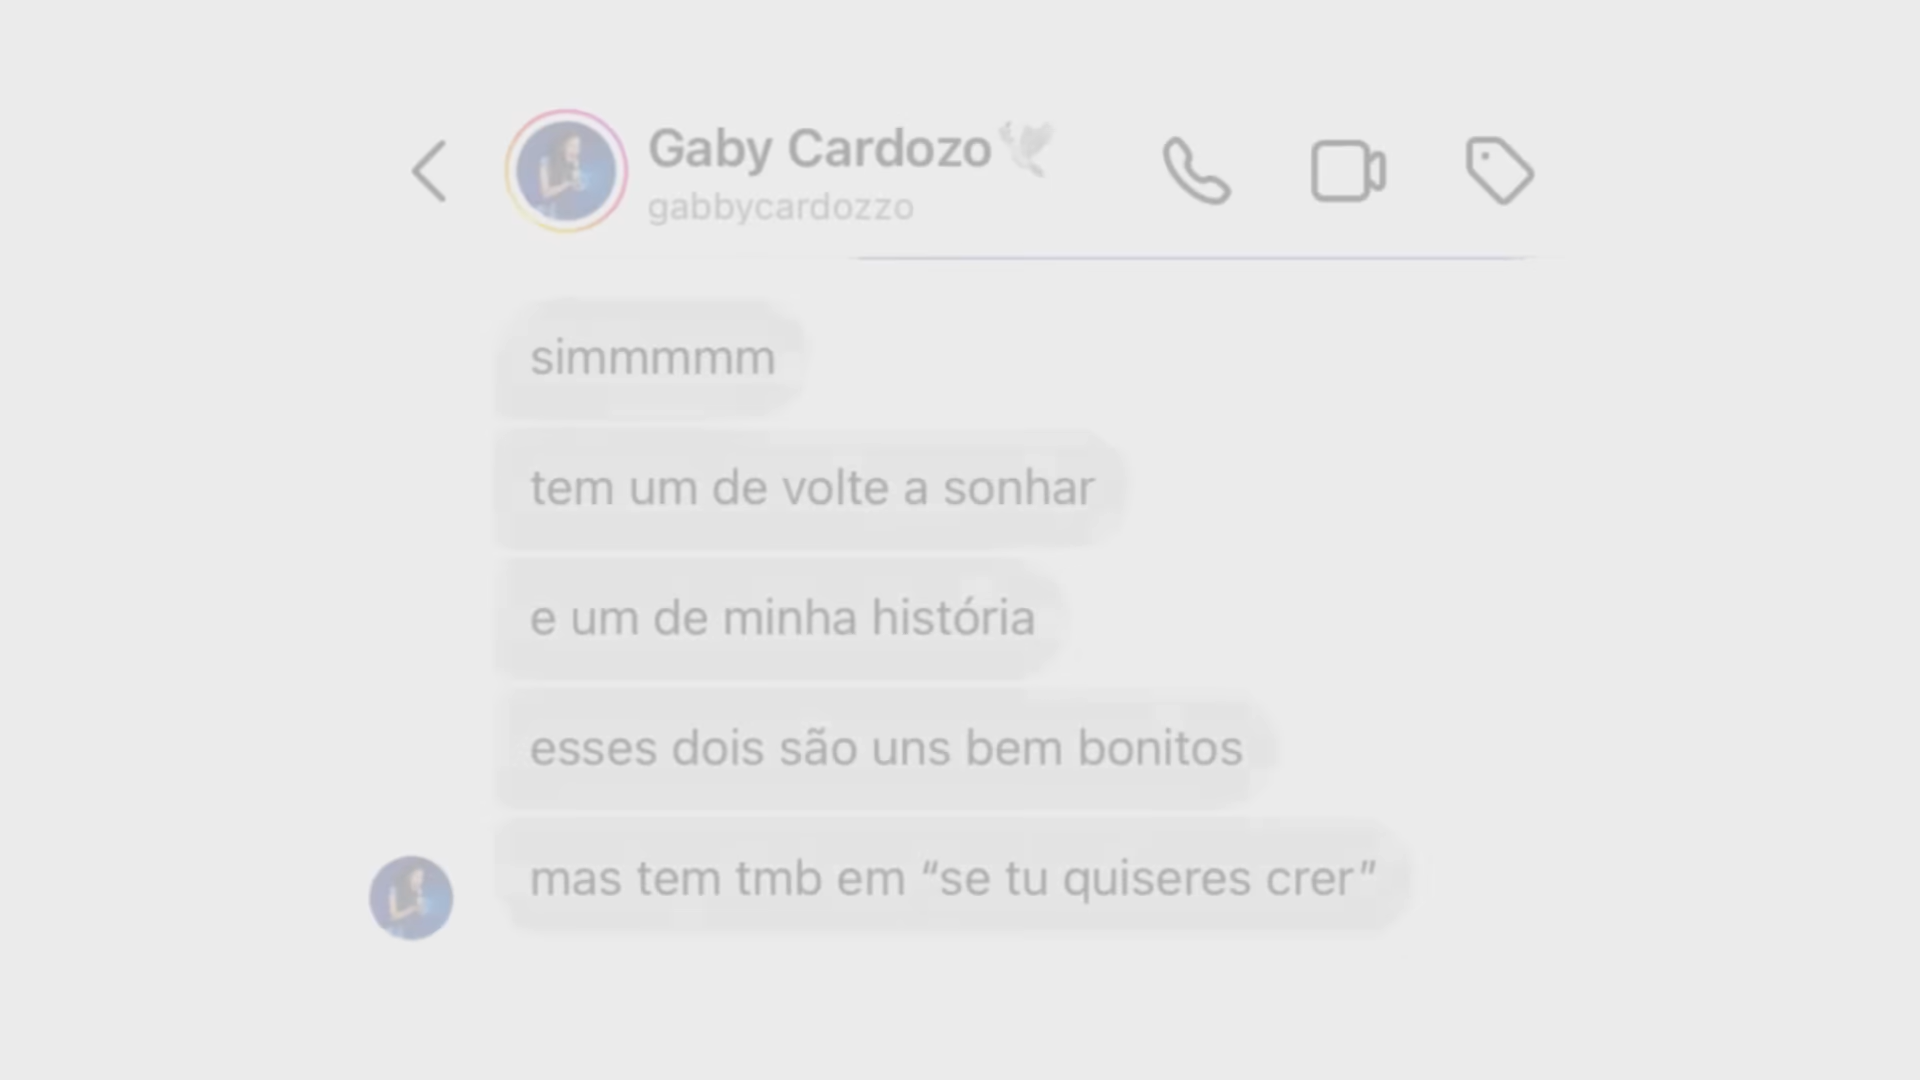 Gaby Cardozo🕊️
gabbycardozzo
simmmmm
tem um de volte a sonhar
e um de minha história
esses dois são uns bem bonitos
mas tem tmb em “se tu quiseres crer”